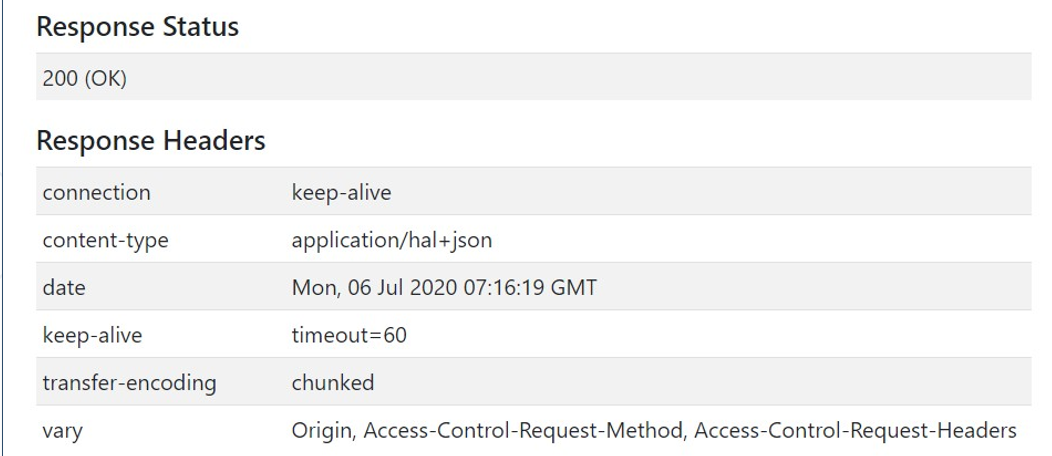 Response Status
200 (OK)
Response Headers
connection keep-alive
content-type application/hal+json
date Mon, 06 Jul 2020 07:16:19 GMT
keep-alive timeout=60
transfer-encoding chunked
vary Origin, Access-Control-Request-Method, Access-Control-Request-Headers